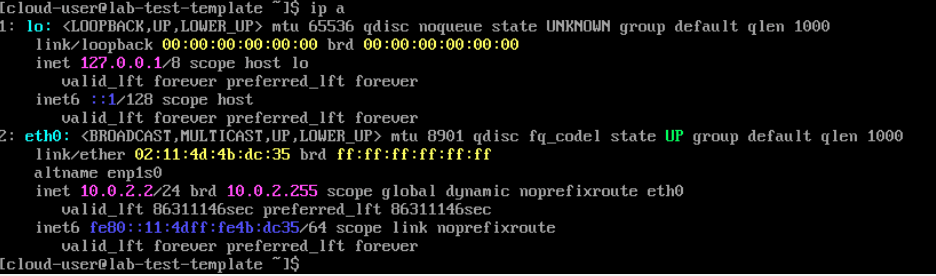 [cloud-user@lab-test-template ~]$ ip a
1: lo: <LOOPBACK,UP,LOWER_UP> mtu 65536 qdisc noqueue state UNKNOWN group default qlen 1000
    link/loopback 00:00:00:00:00:00 brd 00:00:00:00:00:00
    inet 127.0.0.1/8 scope host lo
       valid_lft forever preferred_lft forever
    inet6 ::1/128 scope host
       valid_lft forever preferred_lft forever
2: eth0: <BROADCAST,MULTICAST,UP,LOWER_UP> mtu 8901 qdisc fq_codel state UP group default qlen 1000
    link/ether 02:11:4d:4b:dc:35 brd ff:ff:ff:ff:ff:ff
    altname enp1s0
    inet 10.0.2.2/24 brd 10.0.2.255 scope global dynamic noprefixroute eth0
       valid_lft 86311146sec preferred_lft 86311146sec
    inet6 fe80::11:4dff:fe4b:dc35/64 scope link noprefixroute
       valid_lft forever preferred_lft forever
[cloud-user@lab-test-template ~]$